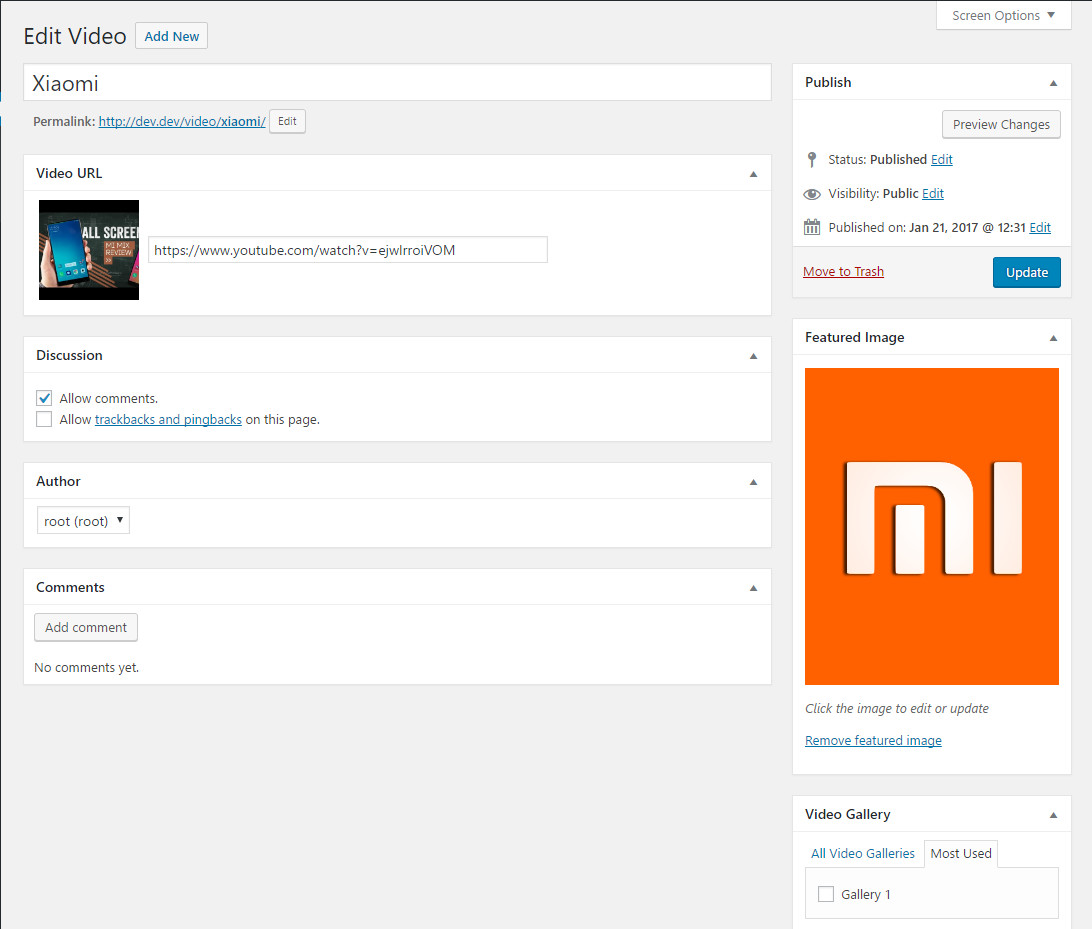 Screen Options
Edit Video Add New
Xiaomi
Permalink: http://dev.dev/video/xiaomi/ Edit
Video URL
ALL SCREEN
MI MIX
REVIEW
https://www.youtube.com/watch?v=ejwIrroiVOM
Discussion
Allow comments.
Allow trackbacks and pingbacks on this page.
Author
root (root)
Comments
Add comment
No comments yet.
Publish
Preview Changes
Status: Published Edit
Visibility: Public Edit
Published on: Jan 21, 2017 @ 12:31 Edit
Move to Trash Update
Featured Image
MI
Click the image to edit or update
Remove featured image
Video Gallery
All Video Galleries Most Used
Gallery 1